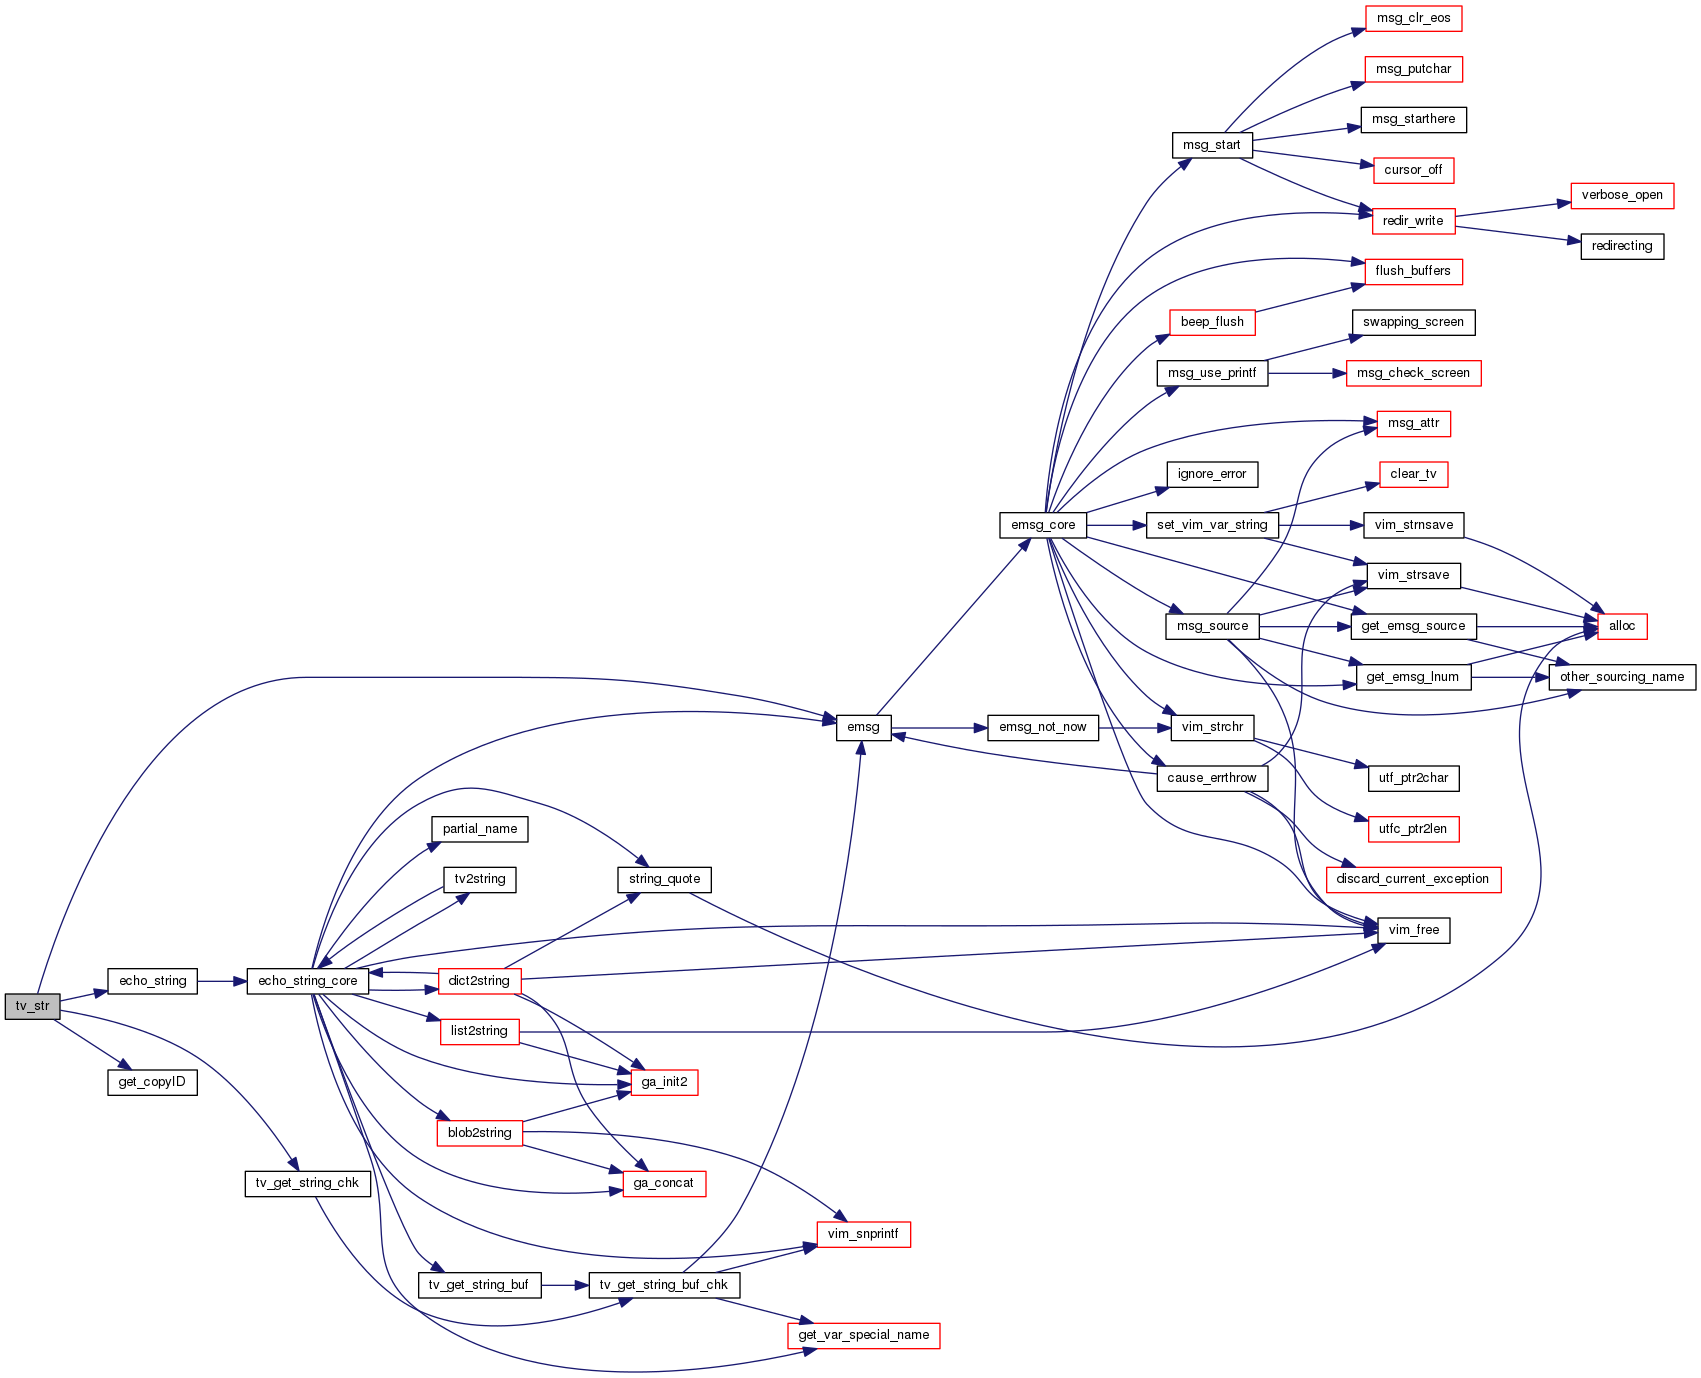 msg_clr_eos
msg_putchar
msg_starthere
msg_start
cursor_off
verbose_open
redir_write
redirecting
flush_buffers
beep_flush
swapping_screen
msg_use_printf
msg_check_screen
msg_attr
ignore_error
clear_tv
emsg_core
set_vim_var_string
vim_strnsave
vim_strsave
msg_source
get_emsg_source
alloc
get_emsg_lnum
other_sourcing_name
emsg
emsg_not_now
vim_strchr
cause_errthrow
utf_ptr2char
partial_name
utfc_ptr2len
tv2string
string_quote
discard_current_exception
vim_free
echo_string
echo_string_core
dict2string
tv_str
list2string
get_copyID
ga_init2
blob2string
tv_get_string_chk
ga_concat
vim_snprintf
tv_get_string_buf
tv_get_string_buf_chk
get_var_special_name